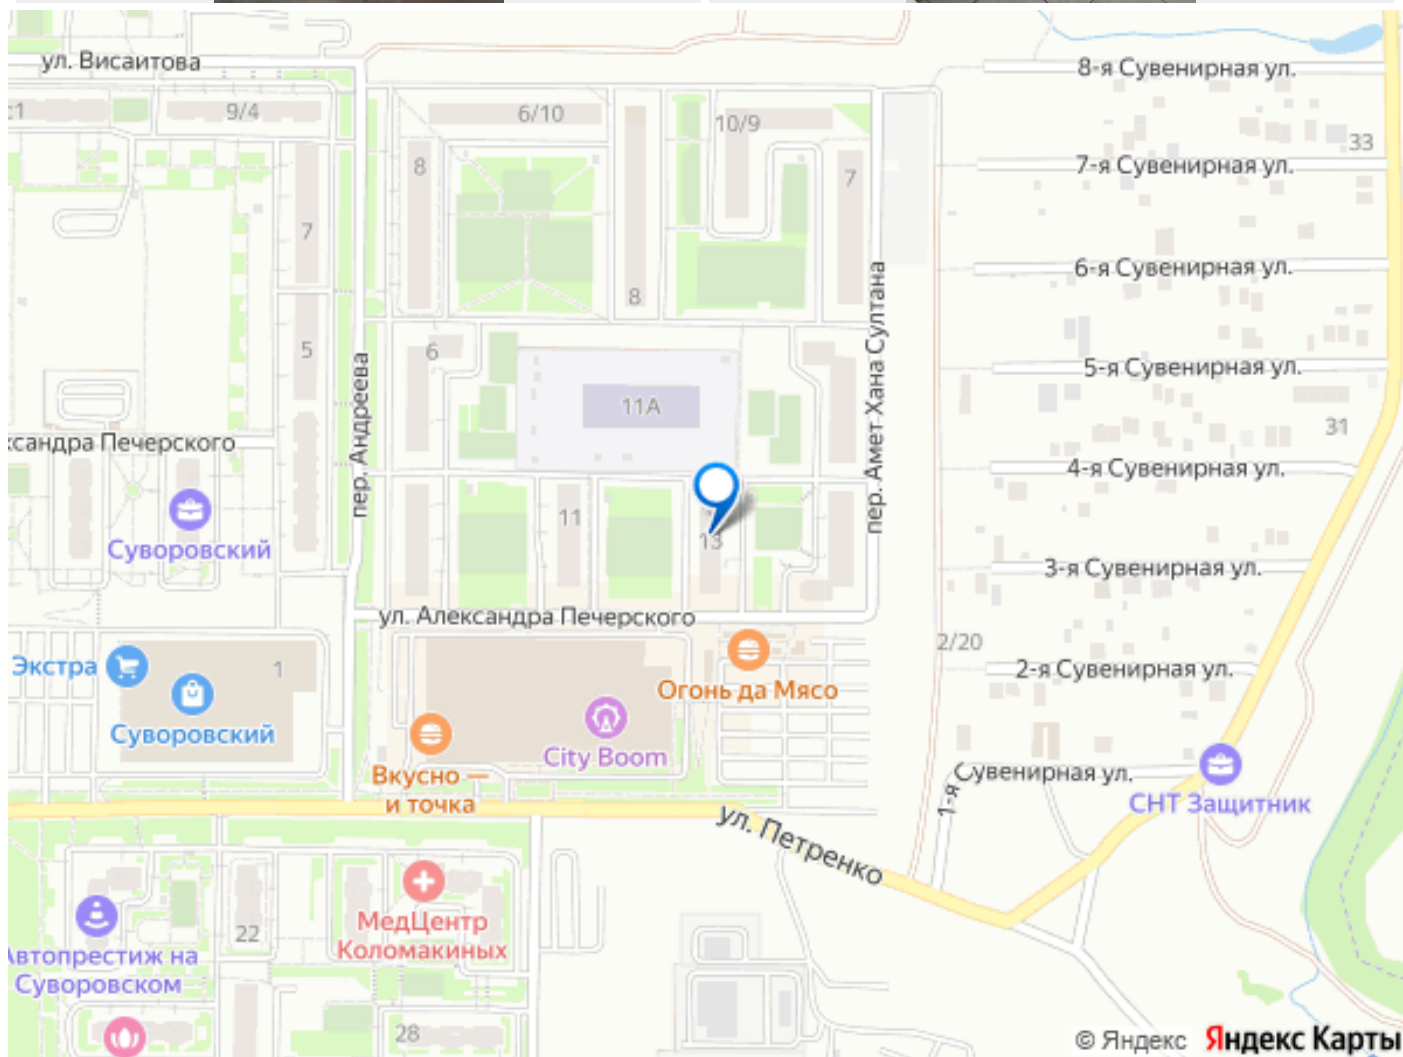 ул. Висаитова
8-я Сувенирная ул.
9/4
6/10
10/9
33
8
7
7-я Сувенирная ул.
7
6-я Сувенирная ул.
8
5
6
пер. Андреева
пер. Амет-Хана Султана
5-я Сувенирная ул.
11А
31
ксандра Печерского
4-я Сувенирная ул.
11
13
Суворовский
3-я Сувенирная ул.
ул. Александра Печерского
2/20
Экстра
1
2-я Сувенирная ул.
Огонь да Мясо
Суворовский
City Boom
Вкусно —
и точка
1-я Сувенирная ул.
СНТ Защитник
ул. Петренко
МедЦентр
Коломакиных
22
Автопрестиж на
Суворовском
28
© Яндекс Яндекс Карты